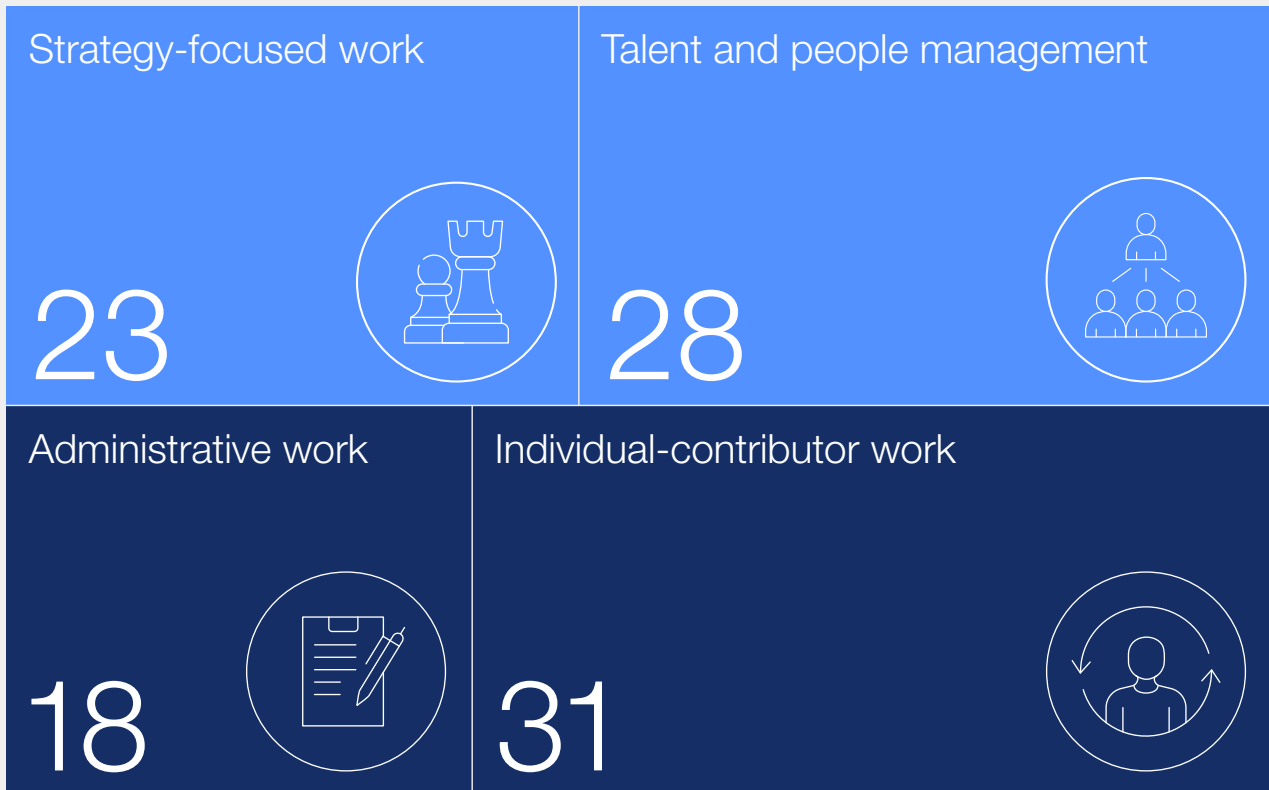 Strategy-focused work
Talent and people management
23
28
Administrative work
Individual-contributor work
18
31